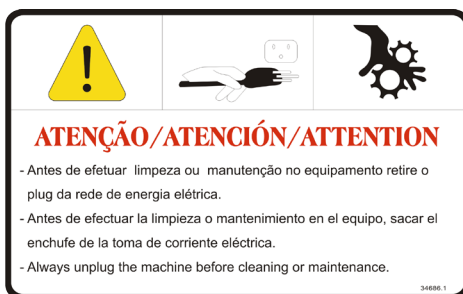 ATENÇÃO/ATENCIÓN/ATTENTION
- Antes de efetuar limpeza ou manutenção no equipamento retire o
plug da rede de energia elétrica.
- Antes de efectuar la limpieza o mantenimiento en el equipo, sacar el
enchufe de la toma de corriente eléctrica.
- Always unplug the machine before cleaning or maintenance.
34686.1